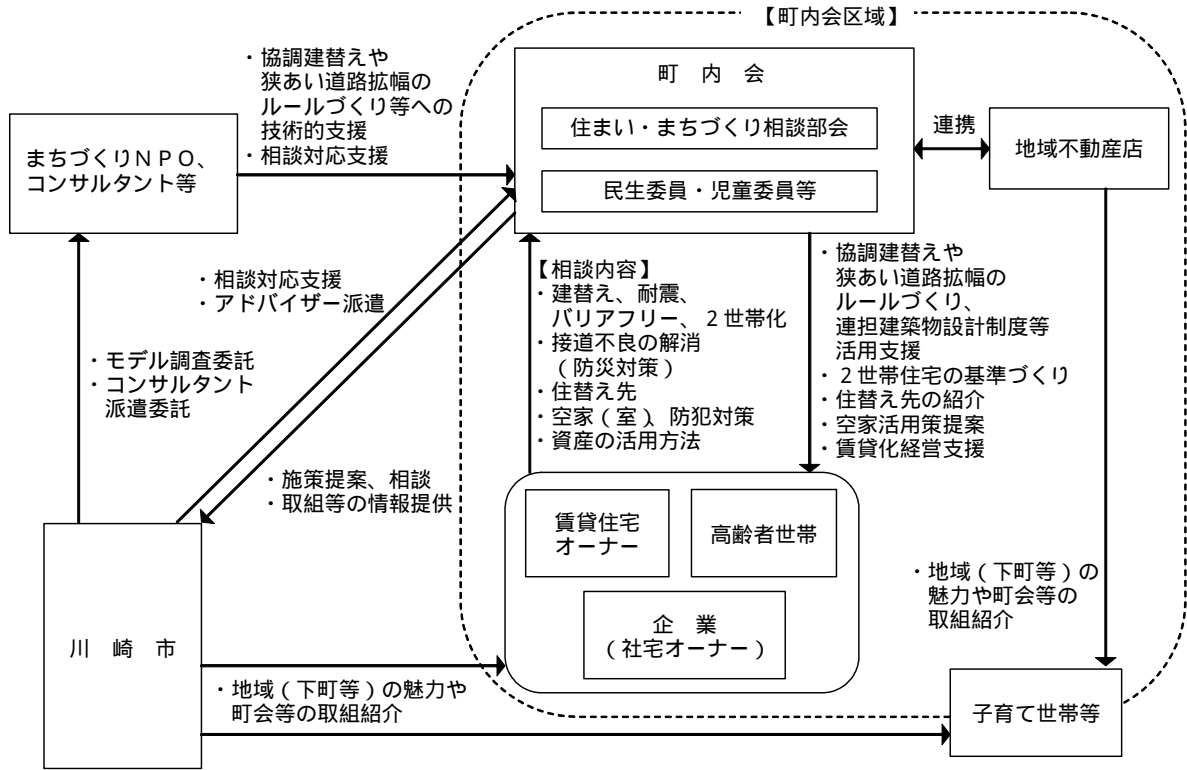 【町内会区域】
・協調建替えや
狭あい道路拡幅の
ルールづくり等への
技術的支援
・相談対応支援
町 内 会
住まい・まちづくり相談部会
民生委員・児童委員等
連携
地域不動産店
まちづくりNPO、
コンサルタント等
・相談対応支援
・アドバイザー派遣
【相談内容】
・建替え、耐震、
バリアフリー、2世帯化
・接道不良の解消
(防災対策)
・住替え先
・空家(室)、防犯対策
・資産の活用方法
・協調建替えや
狭あい道路拡幅の
ルールづくり、
連担建築物設計制度等
活用支援
・2世帯住宅の基準づくり
・住替え先の紹介
・空家活用策提案
・賃貸化経営支援
・モデル調査委託
・コンサルタント
派遣委託
・施策提案、相談
・取組等の情報提供
賃貸住宅
オーナー
高齢者世帯
企 業
(社宅オーナー)
・地域(下町等)の
魅力や町会等の
取組紹介
川 崎 市
・地域(下町等)の魅力や
町会等の取組紹介
子育て世帯等